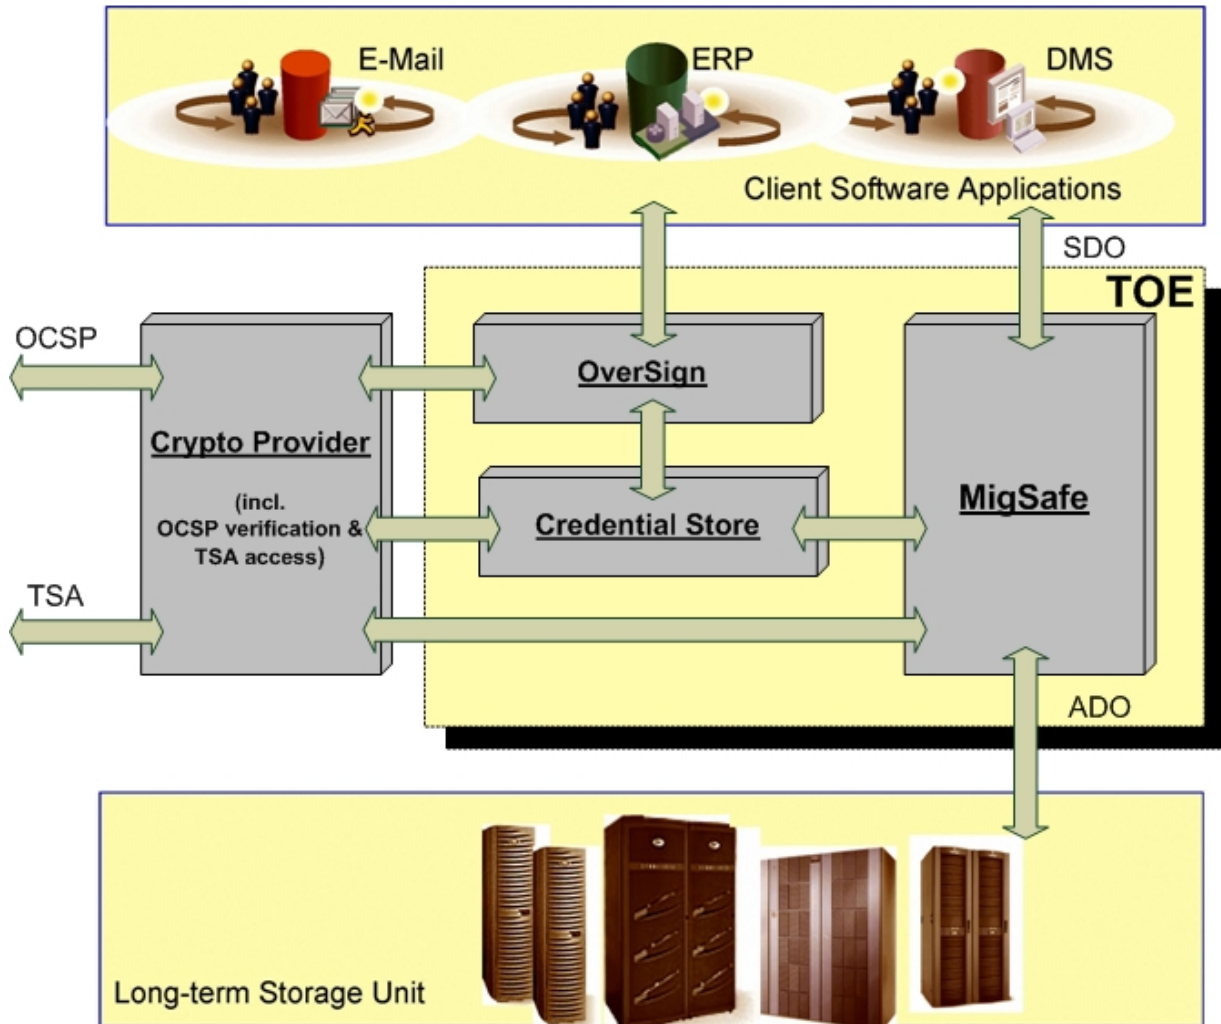 E-Mail
ERP
DMS
Client Software Applications
SDO
TOE
OCSP
OverSign
Crypto Provider
(incl.
OCSP verification &
TSA access)
Credential Store
MigSafe
TSA
ADO
Long-term Storage Unit